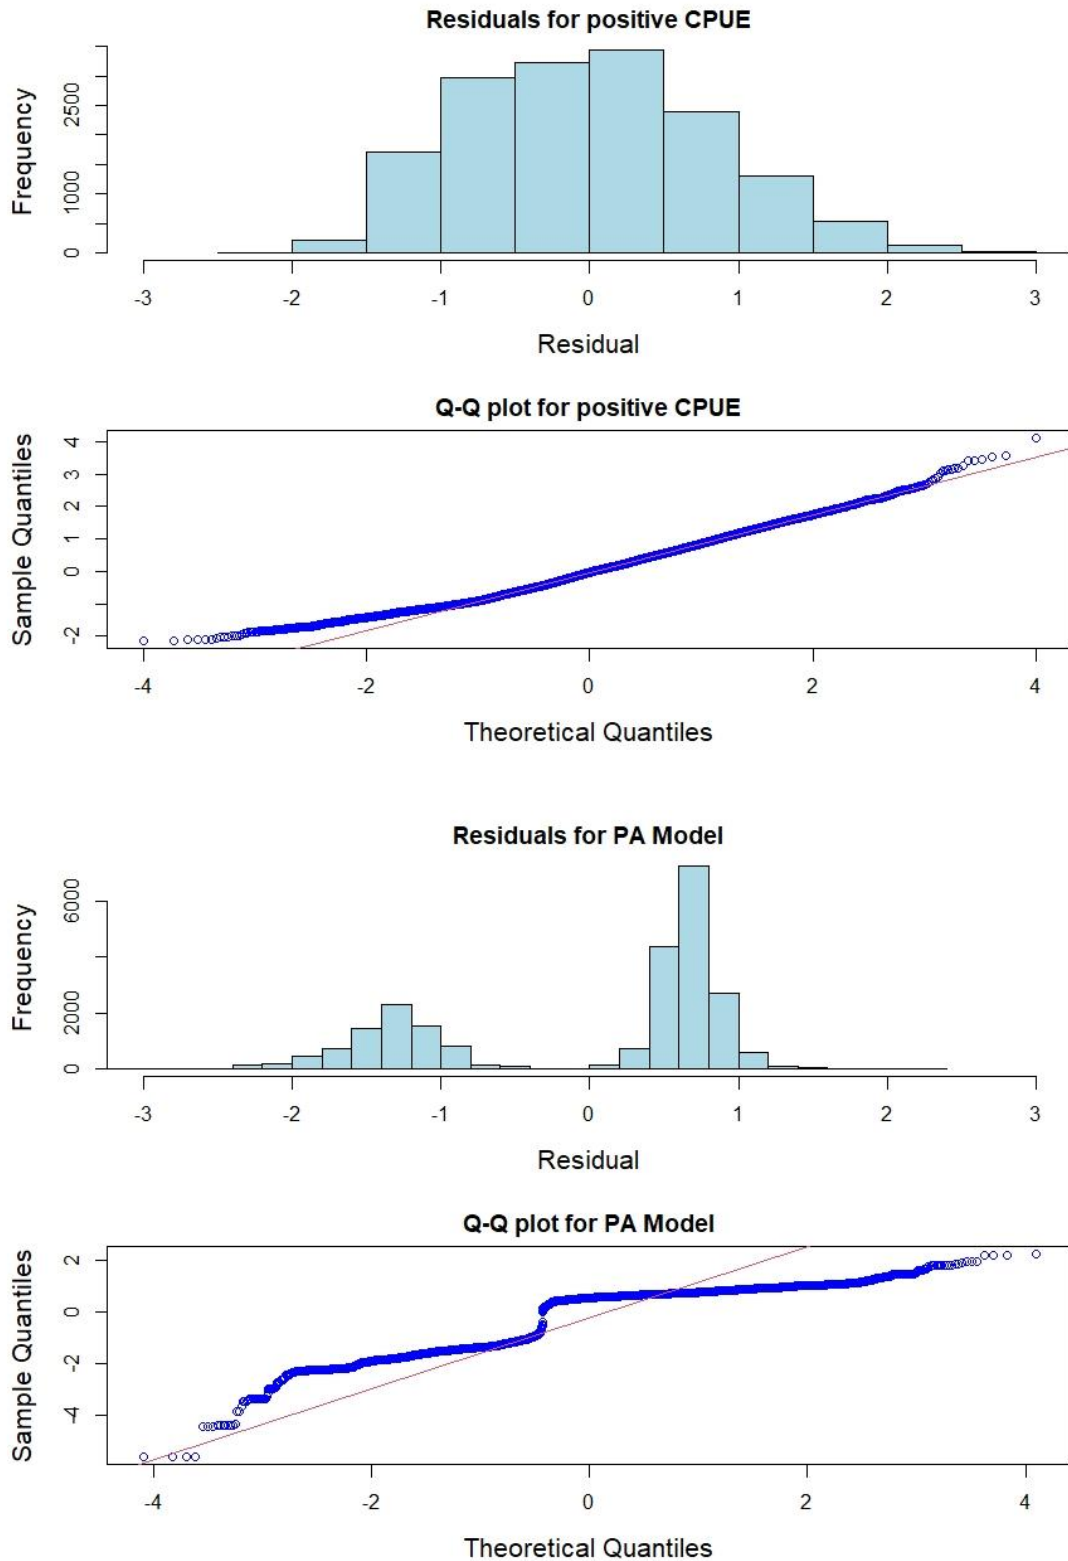 Residuals for positive CPUE
Frequency
2500
1000
0
-3 -2 -1 0 1 2 3
Residual
Q-Q plot for positive CPUE
Sample Quantiles
4
3
2
1
0
-2
-4 -2 0 2 4
Theoretical Quantiles
Residuals for PA Model
Frequency
6000
2000
0
-3 -2 -1 0 1 2 3
Residual
Q-Q plot for PA Model
Sample Quantiles
2
0
-2
-4
-4 -2 0 2 4
Theoretical Quantiles